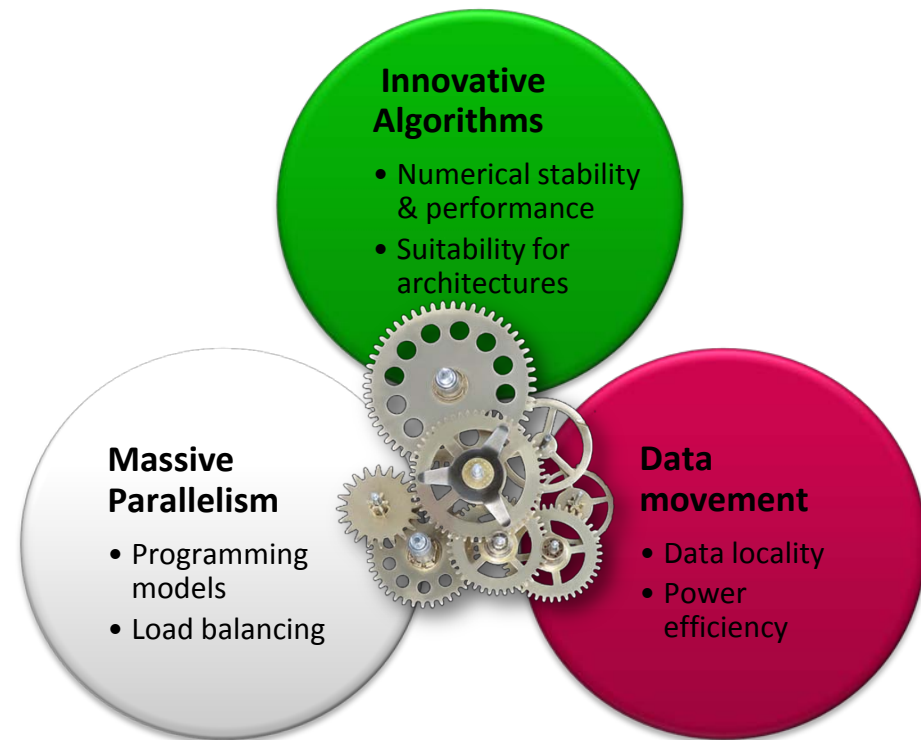 Innovative
Algorithms
• Numerical stability
& performance
• Suitability for
architectures
Massive
Parallelism
• Programming
models
• Load balancing
Data
movement
• Data locality
• Power
efficiency